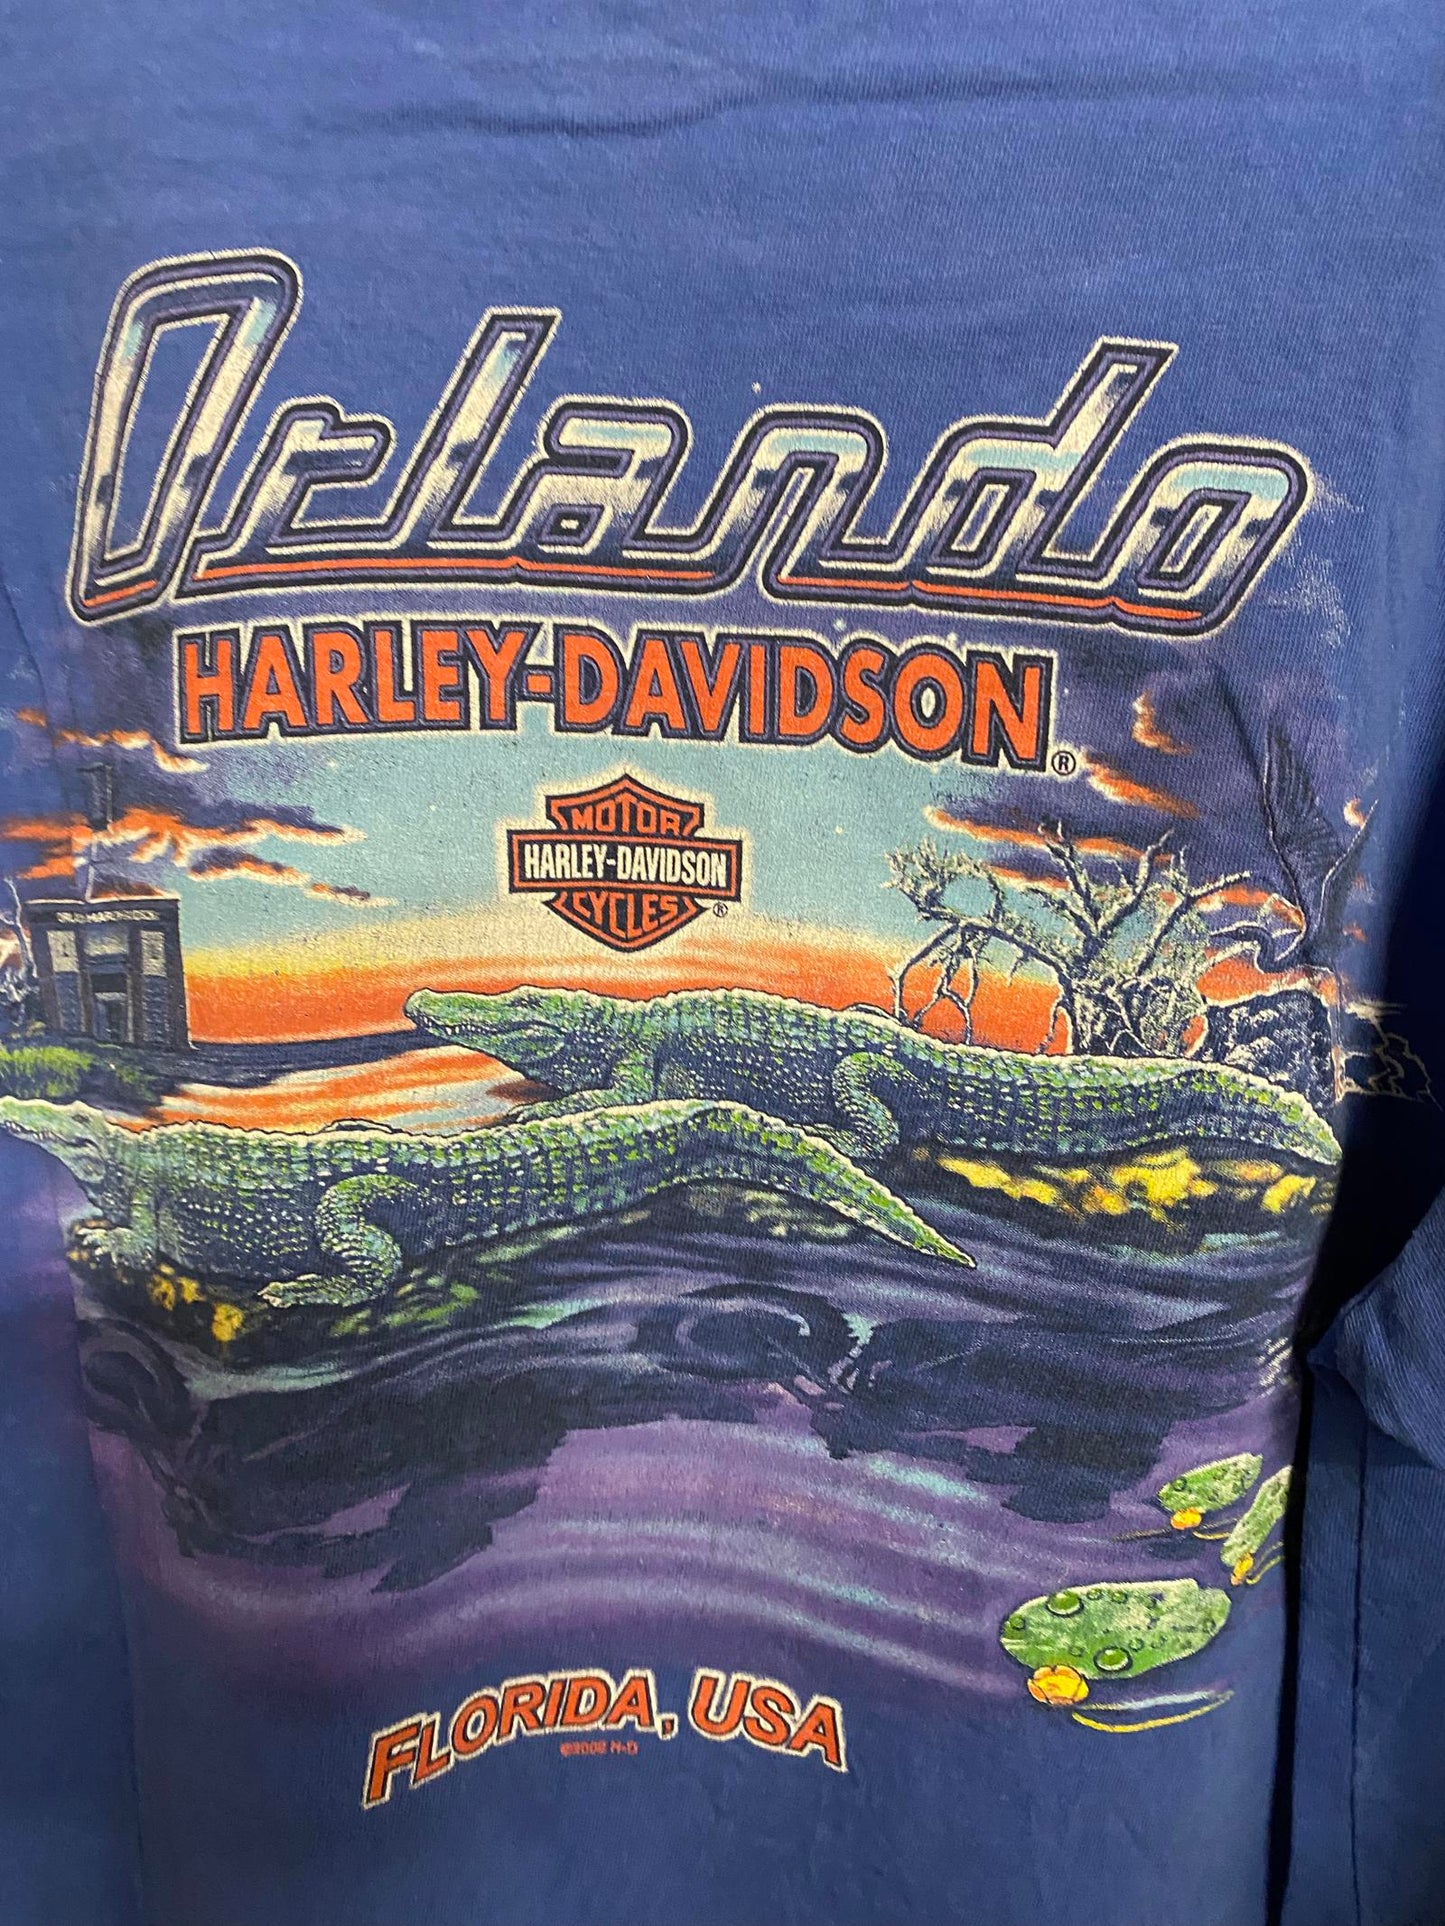 Orlando
HARLEY-DAVIDSON®
MOTOR
HARLEY-DAVIDSON
CYCLES®
FLORIDA, USA